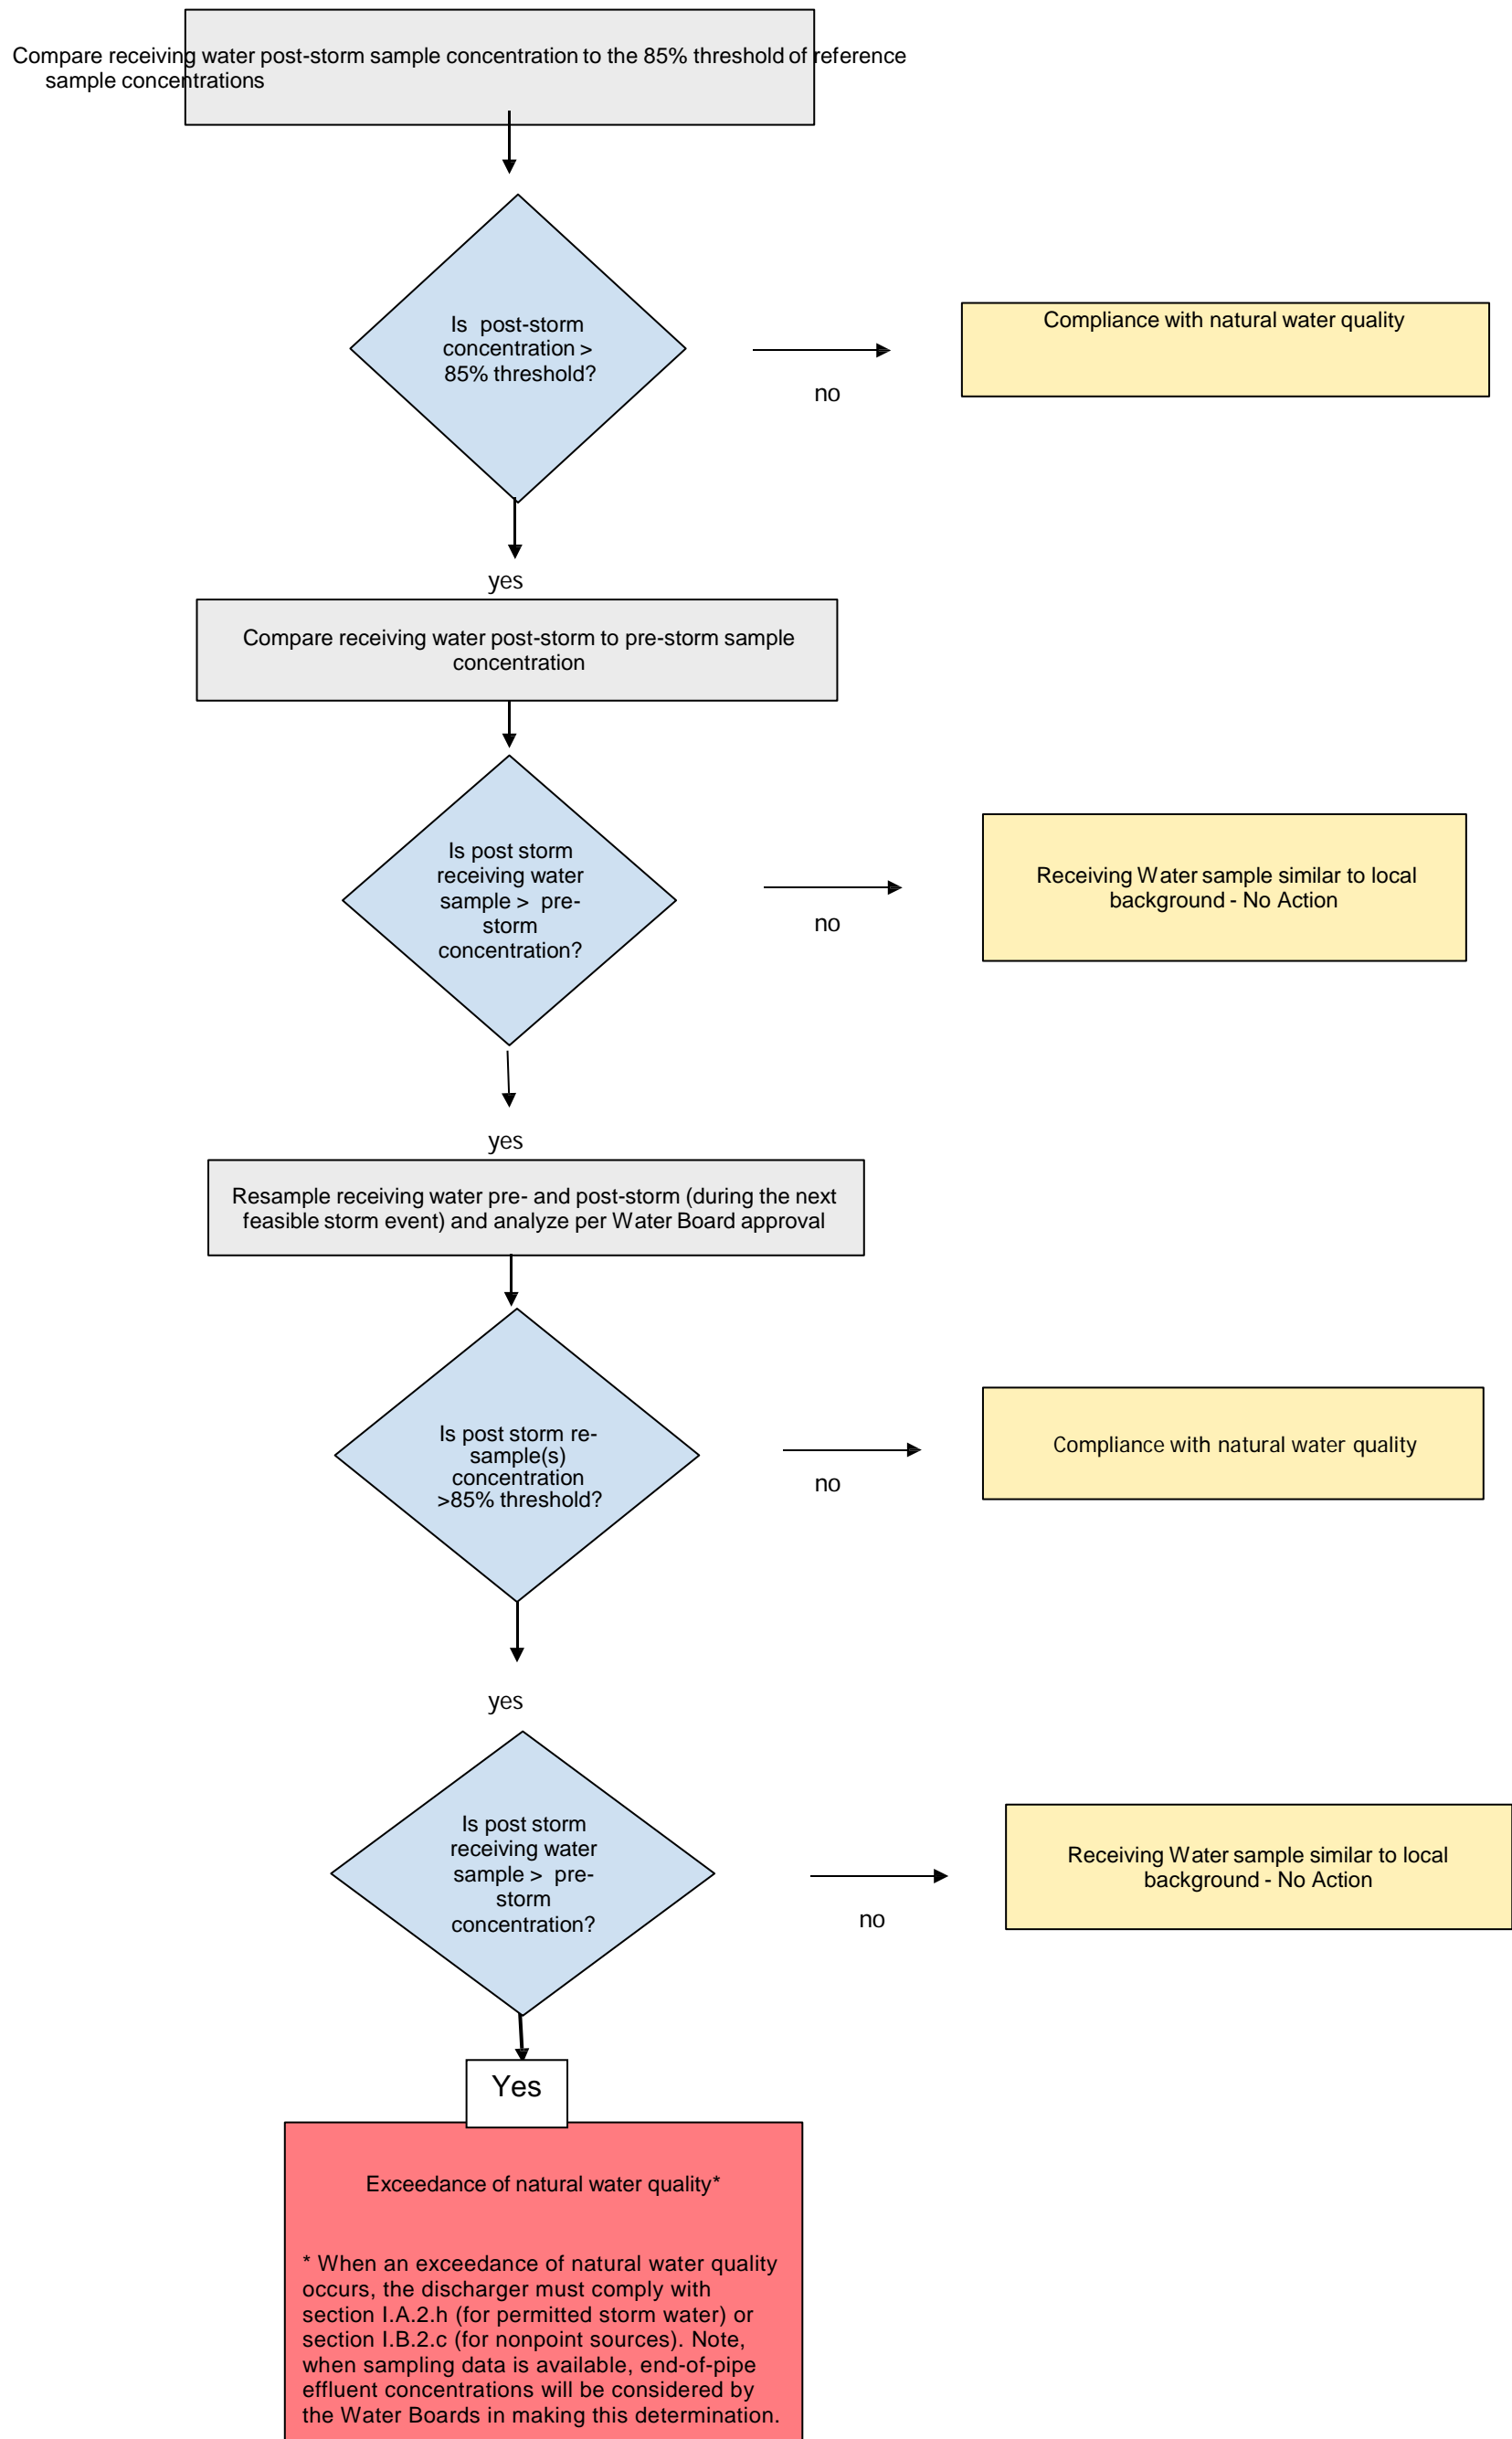 Compare receiving water post-storm sample concentration to the 85% threshold of reference
sample concentrations
Is post-storm
concentration >
85% threshold?
no
Compliance with natural water quality
yes
Compare receiving water post-storm to pre-storm sample
concentration
Is post storm
receiving water
sample > pre-
storm
concentration?
no
Receiving Water sample similar to local
background - No Action
yes
Resample receiving water pre- and post-storm (during the next
feasible storm event) and analyze per Water Board approval
Is post storm re-
sample(s)
concentration
>85% threshold?
no
Compliance with natural water quality
yes
Is post storm
receiving water
sample > pre-
storm
concentration?
no
Receiving Water sample similar to local
background - No Action
Yes
Exceedance of natural water quality*
* When an exceedance of natural water quality
occurs, the discharger must comply with
section I.A.2.h (for permitted storm water) or
section I.B.2.c (for nonpoint sources). Note,
when sampling data is available, end-of-pipe
effluent concentrations will be considered by
the Water Boards in making this determination.